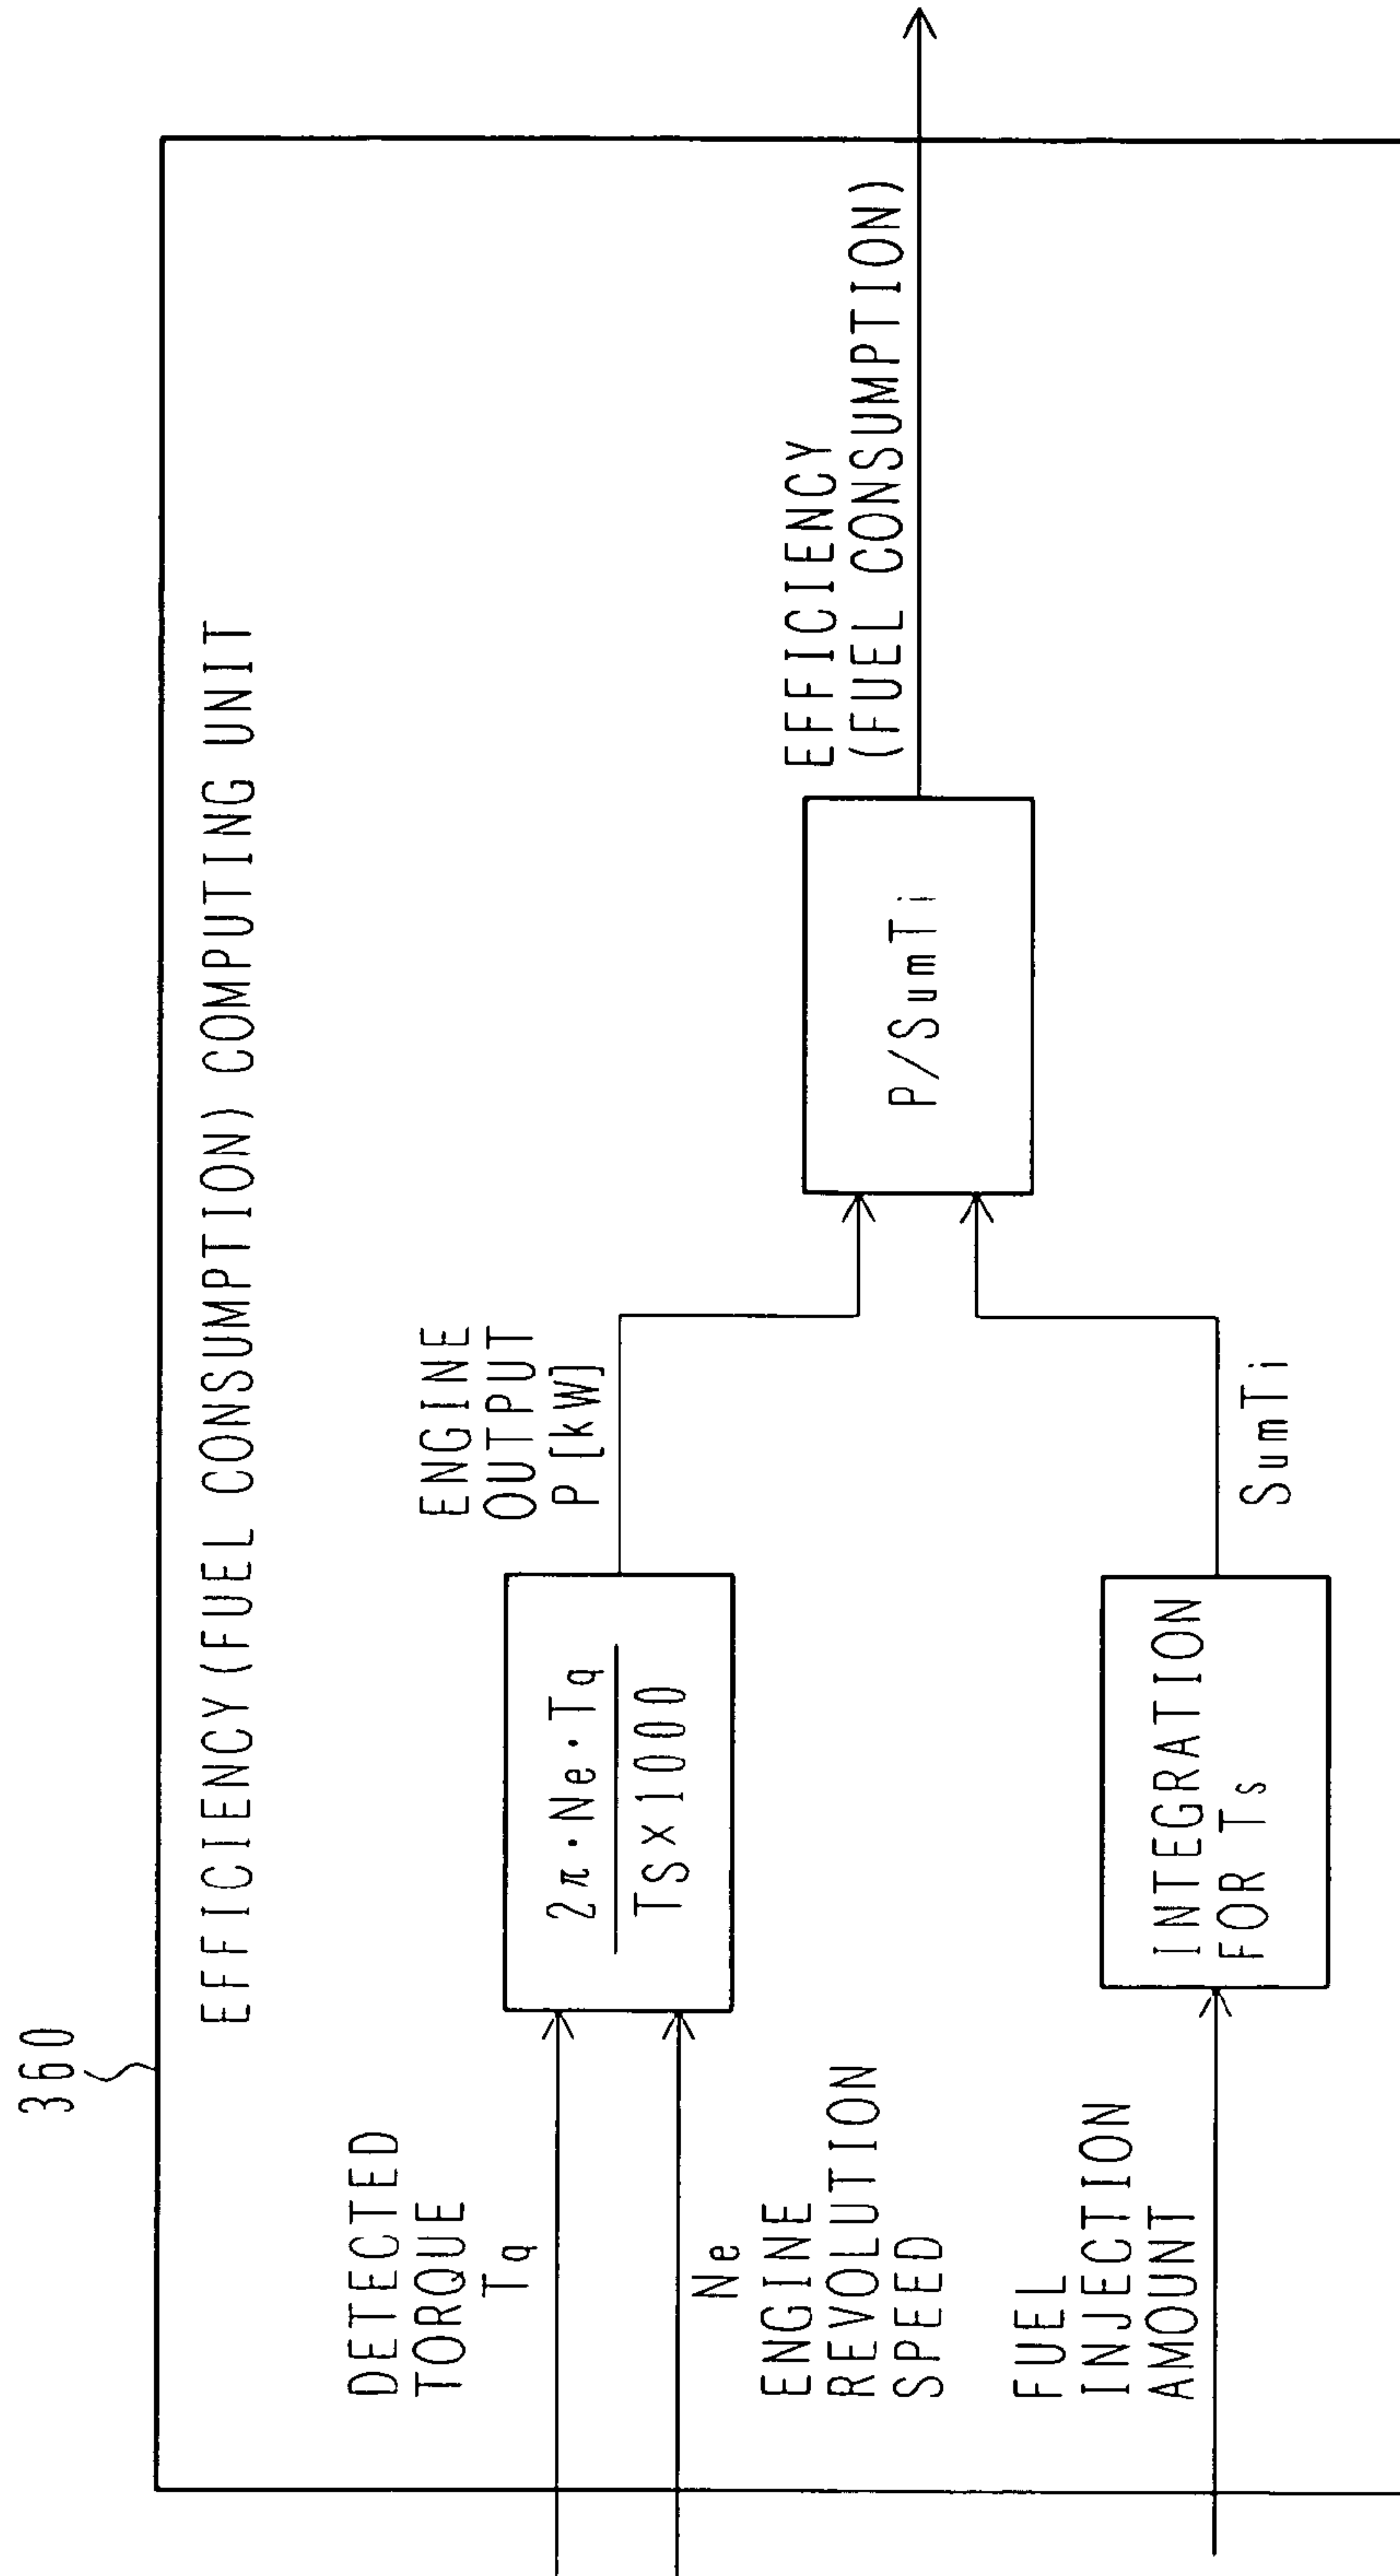 360
EFFICIENCY (FUEL CONSUMPTION) COMPUTING UNIT
DETECTED
TORQUE
Tq
Ne
ENGINE
REVOLUTION
SPEED
2π・Ne・Tq
TS×1000
ENGINE
OUTPUT
P [kW]
FUEL
INJECTION
AMOUNT
INTEGRATION
FOR Ts
SumTi
P/SumTi
EFFICIENCY
(FUEL CONSUMPTION)